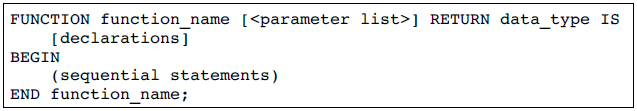 FUNCTION function_name [<parameter list>] RETURN data_type IS
    [declarations]
BEGIN
    (sequential statements)
END function_name;